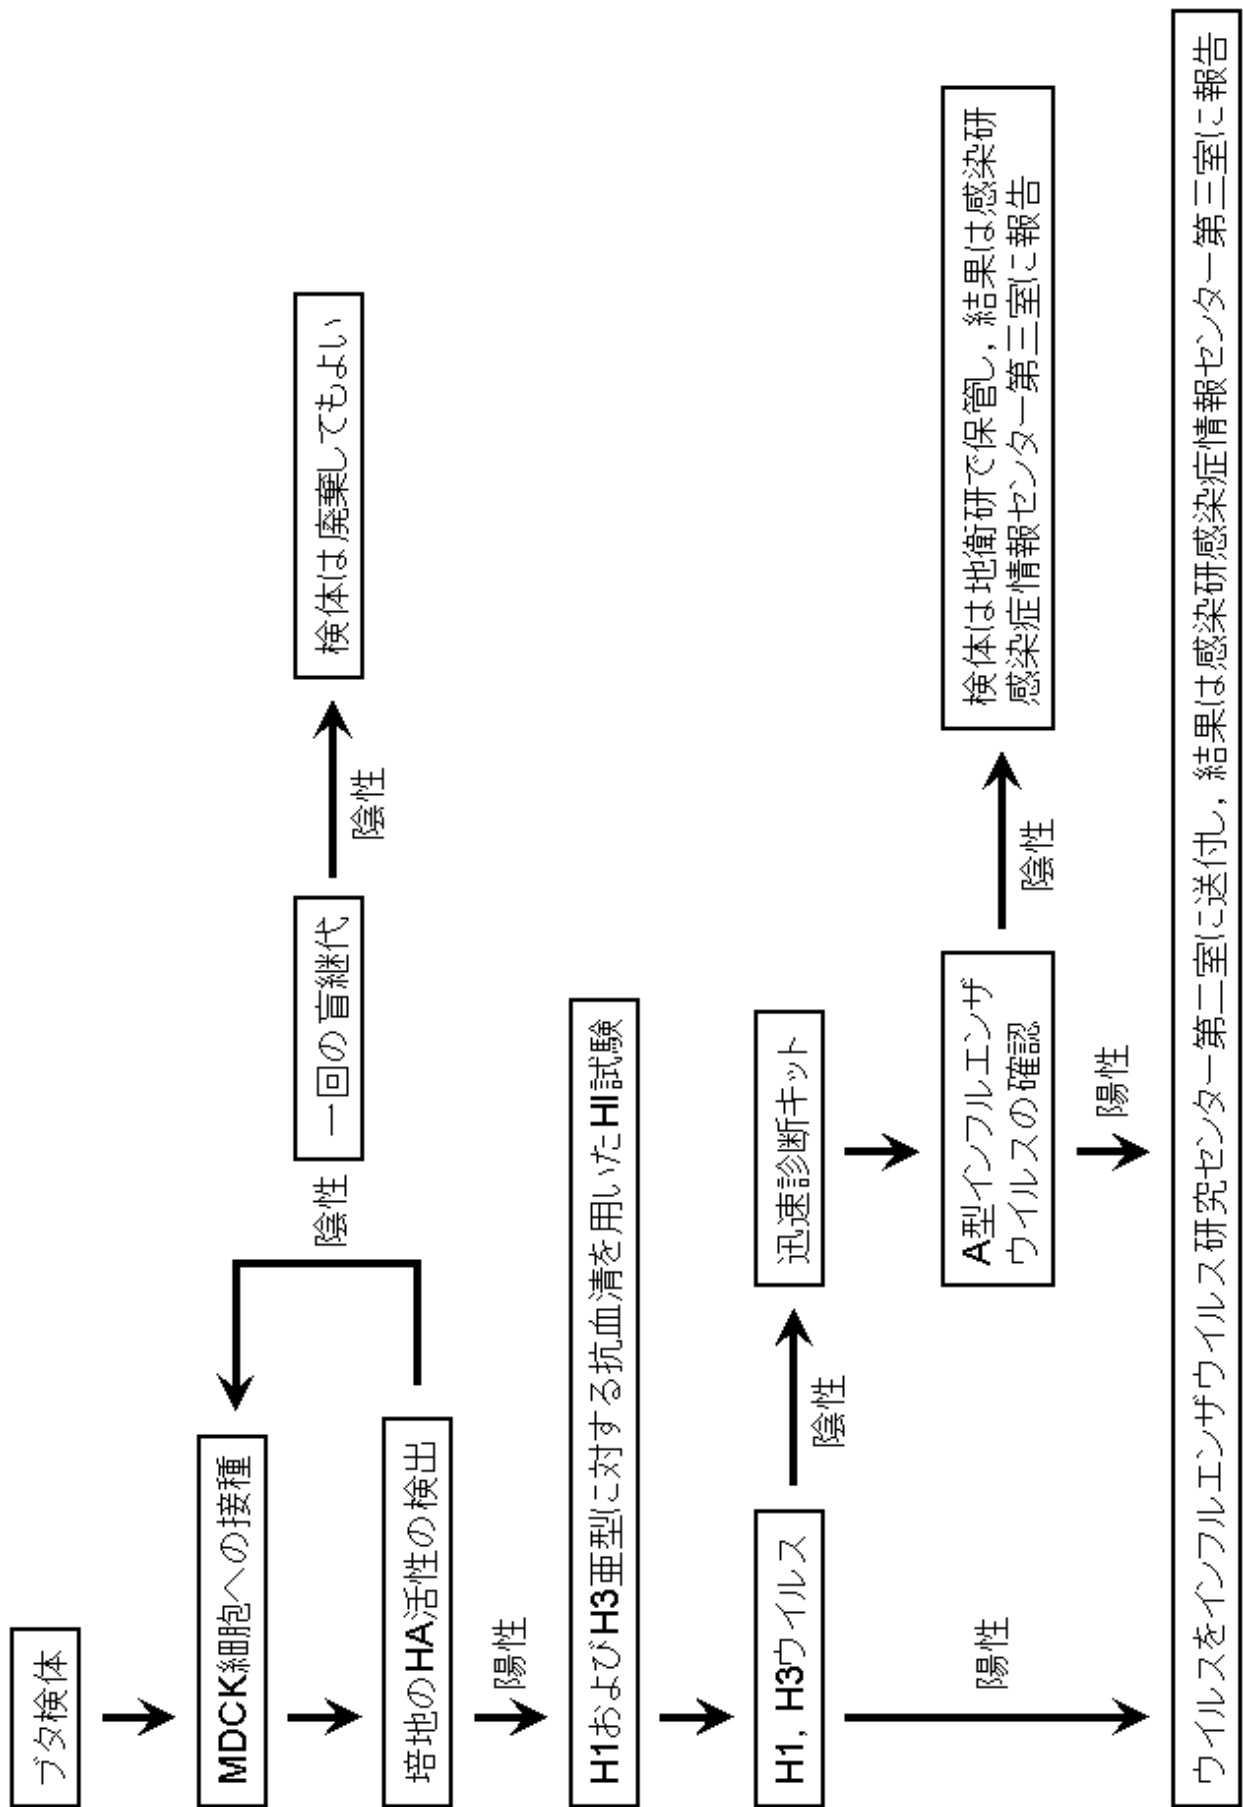 ブタ検体
MDCK細胞への接種
培地のHA活性の検出
陰性
一回の盲継代
陰性
検体は廃棄してもよい
陽性
H1およびH3亜型に対する抗血清を用いたHI試験
H1, H3ウイルス
陰性
迅速診断キット
A型インフルエンザ
ウイルスの確認
陰性
検体は地衛研で保管し, 結果は感染研
感染症情報センター第三室に報告
陽性
陽性
ウイルスをインフルエンザウイルス研究センター第二室に送付し, 結果は感染研感染症情報センター第三室に報告